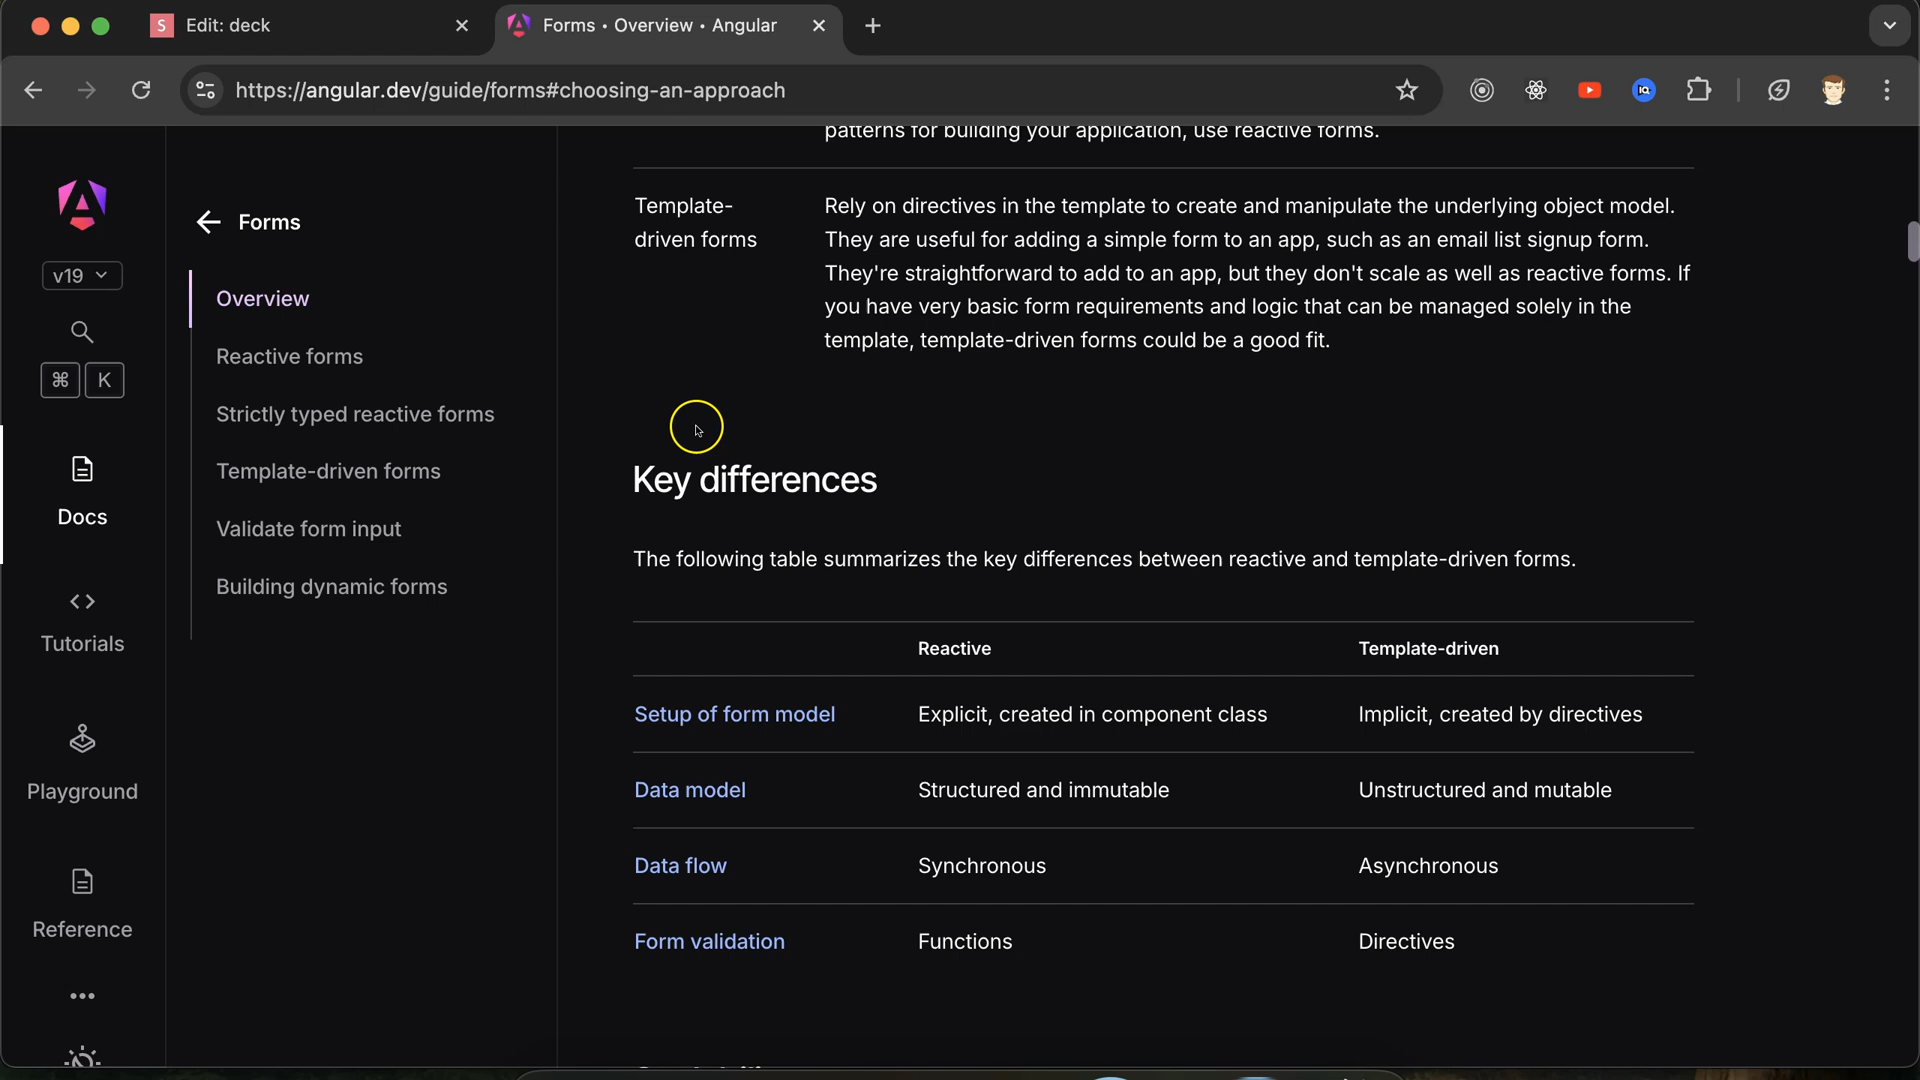 S Edit: deck
Forms • Overview • Angular
https://angular.dev/guide/forms#choosing-an-approach
IQ
v19
⌘ K
Docs
Tutorials
Playground
Reference
Forms
Overview
Reactive forms
Strictly typed reactive forms
Template-driven forms
Validate form input
Building dynamic forms
patterns for building your application, use reactive forms.
Template-
driven forms
Rely on directives in the template to create and manipulate the underlying object model.
They are useful for adding a simple form to an app, such as an email list signup form.
They're straightforward to add to an app, but they don't scale as well as reactive forms. If
you have very basic form requirements and logic that can be managed solely in the
template, template-driven forms could be a good fit.
Key differences
The following table summarizes the key differences between reactive and template-driven forms.
Reactive Template-driven
Setup of form model Explicit, created in component class Implicit, created by directives
Data model Structured and immutable Unstructured and mutable
Data flow Synchronous Asynchronous
Form validation Functions Directives